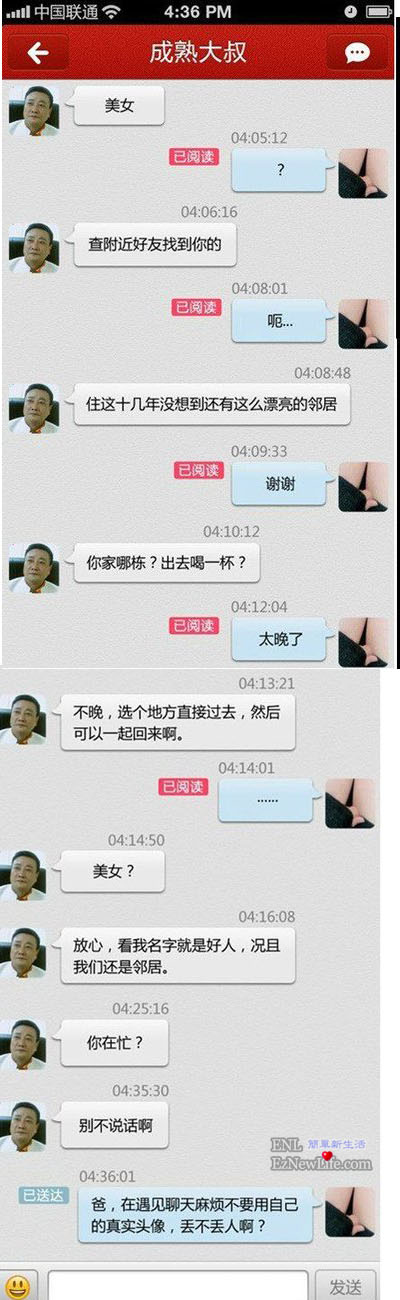 中国联通 4:36 PM
成熟大叔
美女
04:05:12
已阅读
?
04:06:16
查附近好友找到你的
04:08:01
已阅读
呃...
04:08:48
住这十几年没想到还有这么漂亮的邻居
04:09:33
已阅读
谢谢
04:10:12
你家哪栋？出去喝一杯？
04:12:04
已阅读
太晚了
04:13:21
不晚，选个地方直接过去，然后
可以一起回来啊。
04:14:01
已阅读
······
04:14:50
美女？
04:16:08
放心，看我名字就是好人，况且
我们还是邻居。
04:25:16
你在忙？
04:35:30
别不说话啊
ENL 簡單新生活
EzNewLife.com
04:36:01
已送达
爸，在遇见聊天麻烦不要用自己
的真实头像，丢不丢人啊？
发送